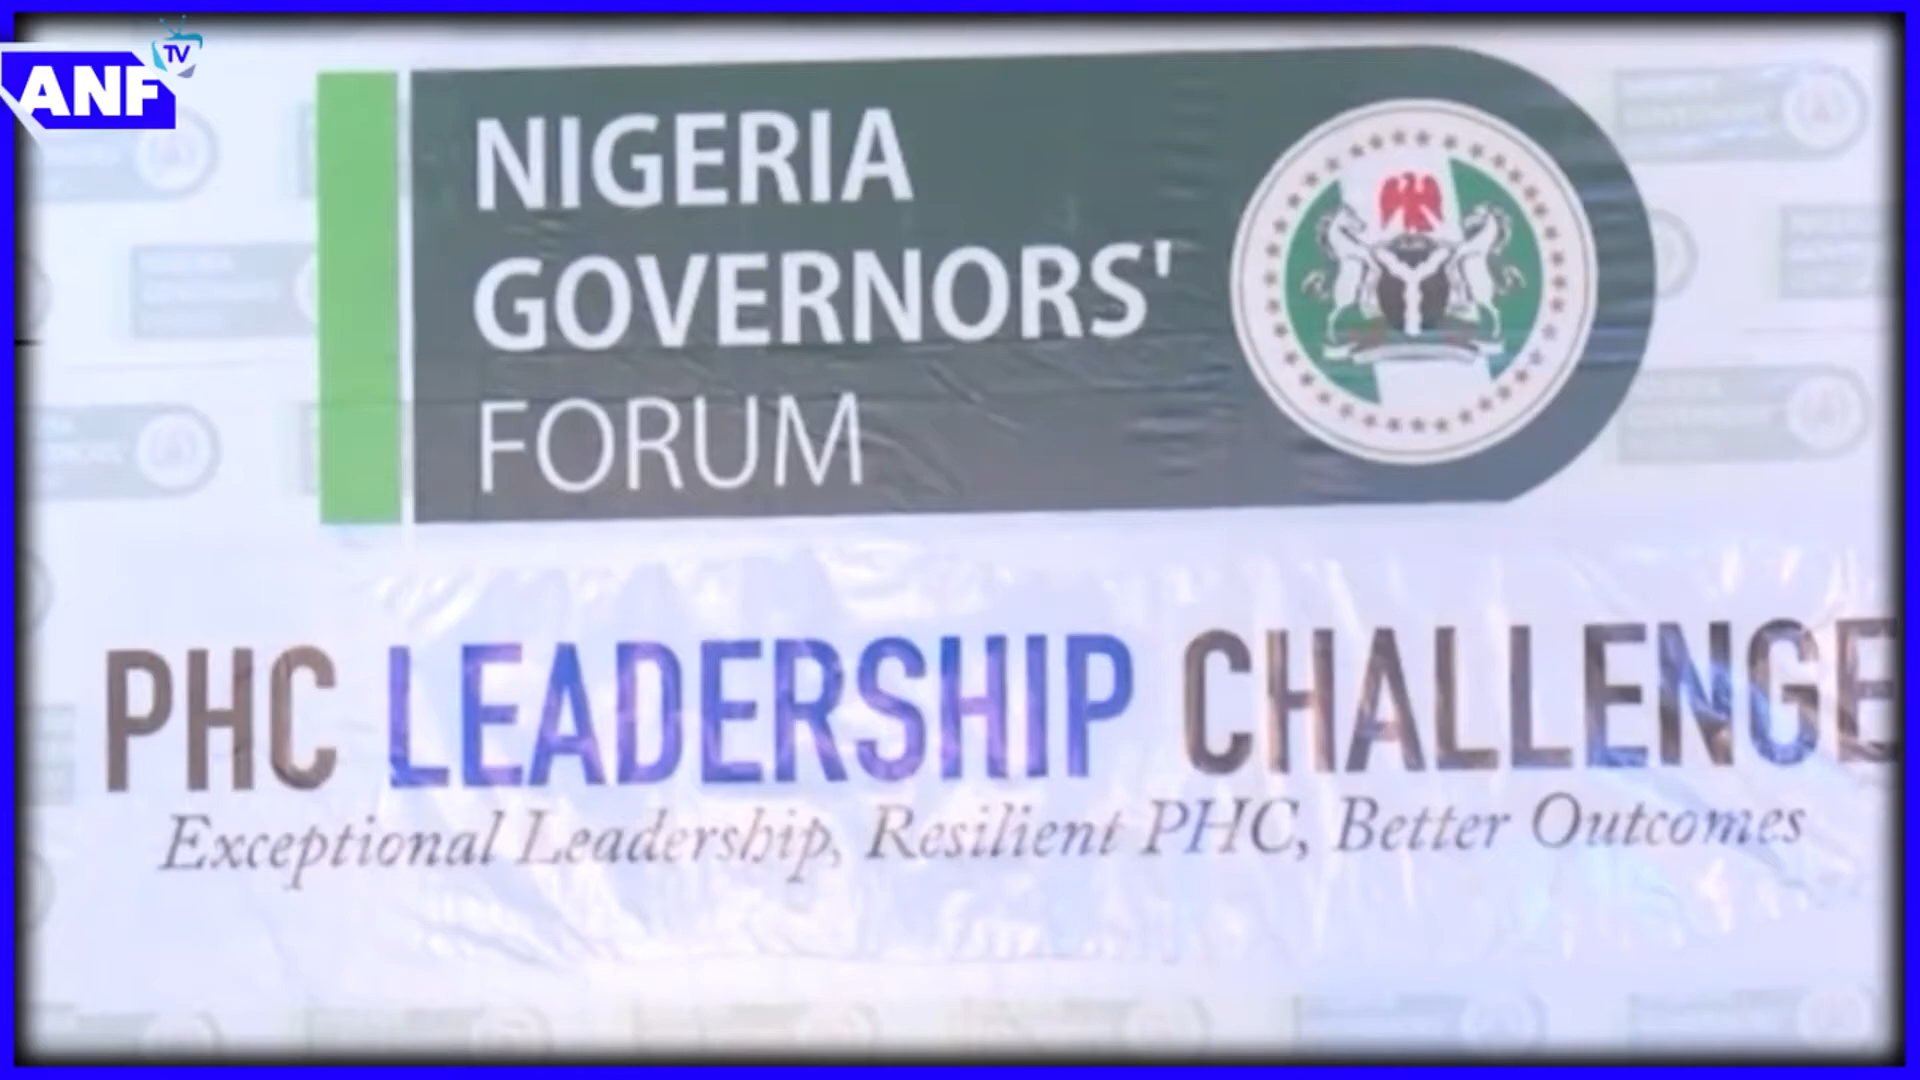 ANF TV
NIGERIA
GOVERNORS'
FORUM
PHC LEADERSHIP CHALLENGE
Exceptional Leadership, Resilient PHC, Better Outcomes